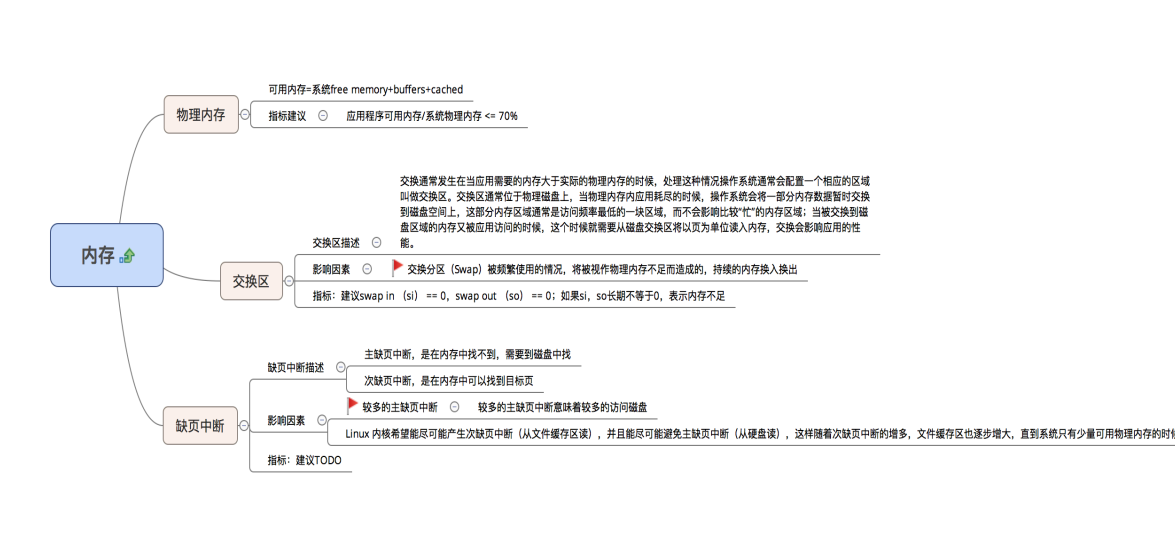 内存
物理内存
可用内存=系统free memory+buffers+cached
指标建议
应用程序可用内存/系统物理内存 <= 70%
交换区
交换区描述
交换通常发生在当应用需要的内存大于实际的物理内存的时候，处理这种情况操作系统通常会配置一个相应的区域
叫做交换区。交换区通常位于物理磁盘上，当物理内存内应用耗尽的时候，操作系统会将一部分内存数据暂时交换
到磁盘空间上，这部分内存区域通常是访问频率最低的一块区域，而不会影响比较"忙"的内存区域；当被交换到磁
盘区域的内存又被应用访问的时候，这个时候就需要从磁盘交换区将以页为单位读入内存，交换会影响应用的性
能。
影响因素
交换分区（Swap）被频繁使用的情况，将被视作物理内存不足而造成的，持续的内存换入换出
指标：建议swap in （si） == 0，swap out （so） == 0；如果si，so长期不等于0，表示内存不足
缺页中断
缺页中断描述
主缺页中断，是在内存中找不到，需要到磁盘中找
次缺页中断，是在内存中可以找到目标页
影响因素
较多的主缺页中断
较多的主缺页中断意味着较多的访问磁盘
Linux 内核希望能尽可能产生次缺页中断（从文件缓存区读），并且能尽可能避免主缺页中断（从硬盘读），这样随着次缺页中断的增多，文件缓存区也逐步增大，直到系统只有少量可用物理内存的时
指标：建议TODO